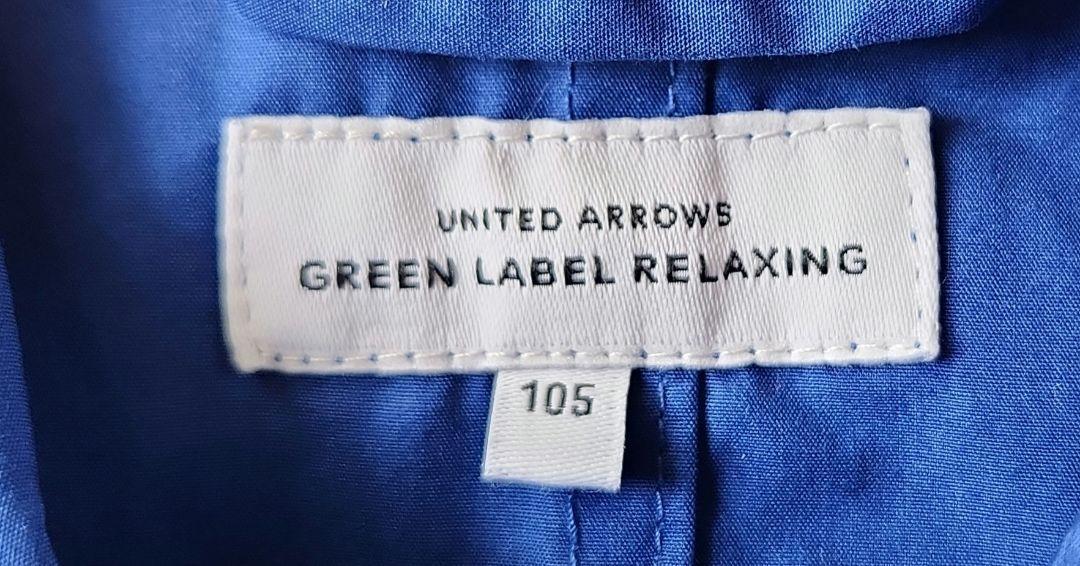 UNITED ARROWS
GREEN LABEL RELAXING
105